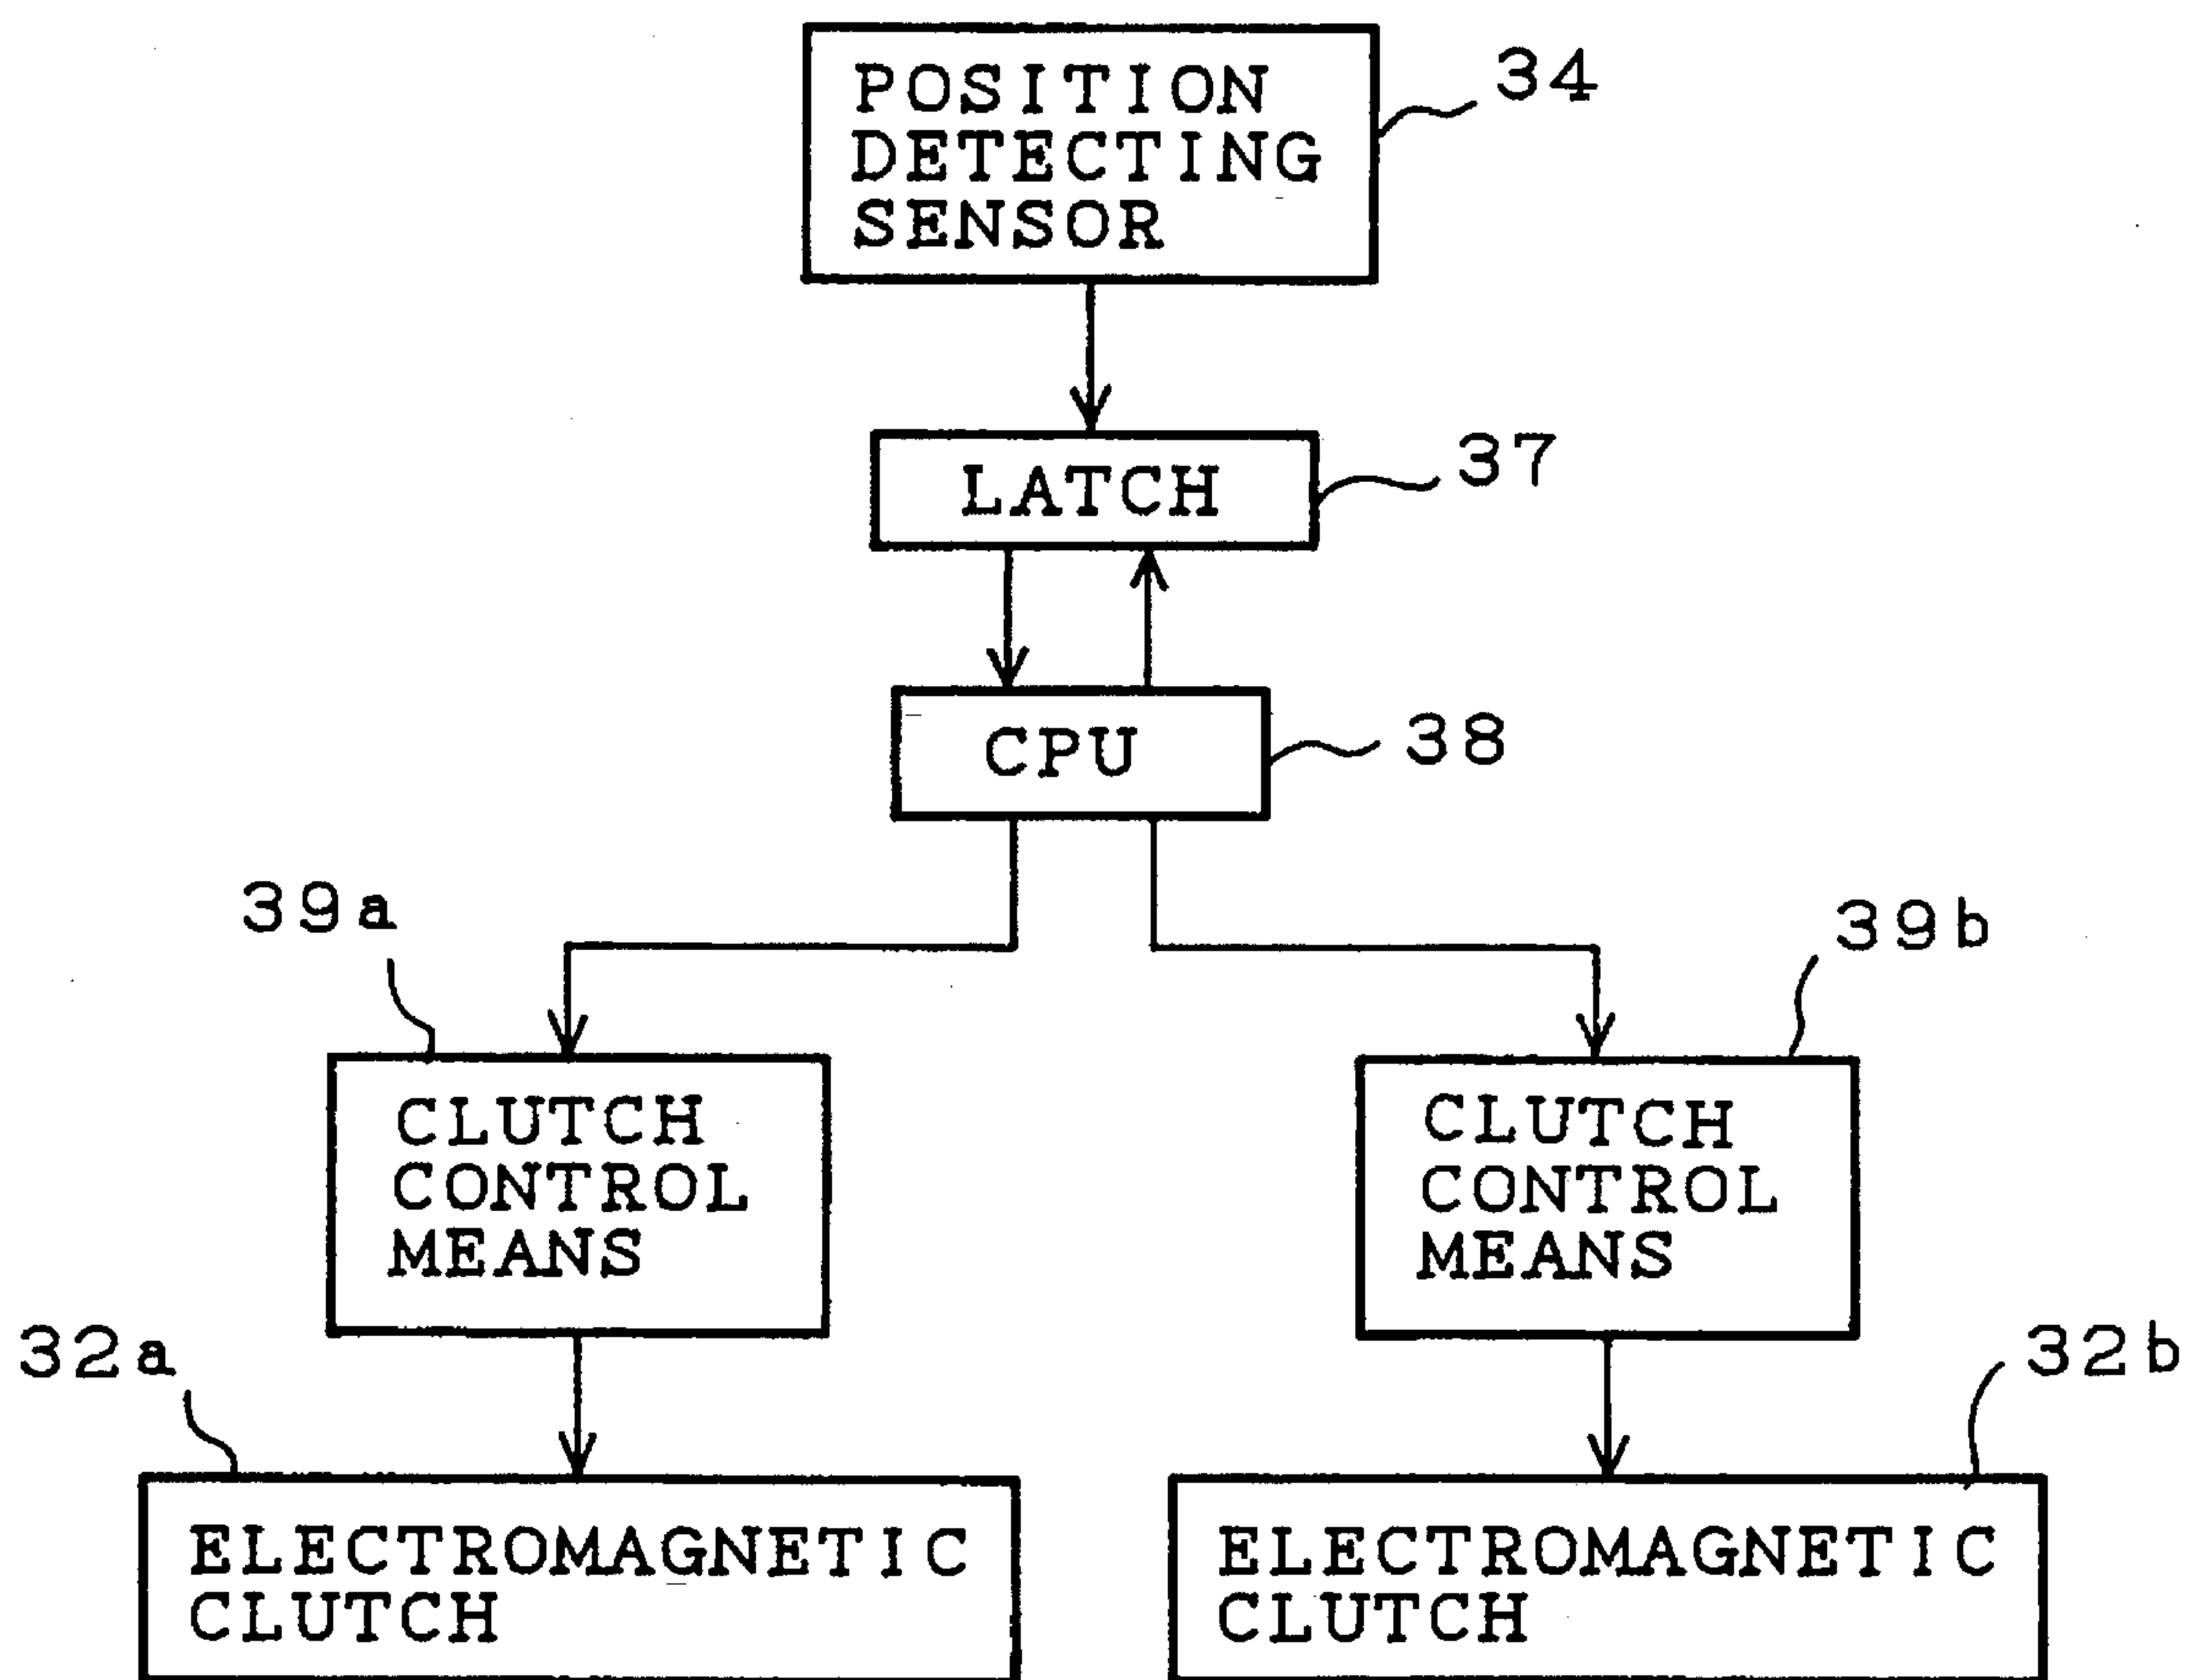 POSITION
DETECTING
SENSOR
34
LATCH
37
CPU
38
39a
39b
CLUTCH
CONTROL
MEANS
CLUTCH
CONTROL
MEANS
32a
32b
ELECTROMAGNETIC
CLUTCH
ELECTROMAGNETIC
CLUTCH